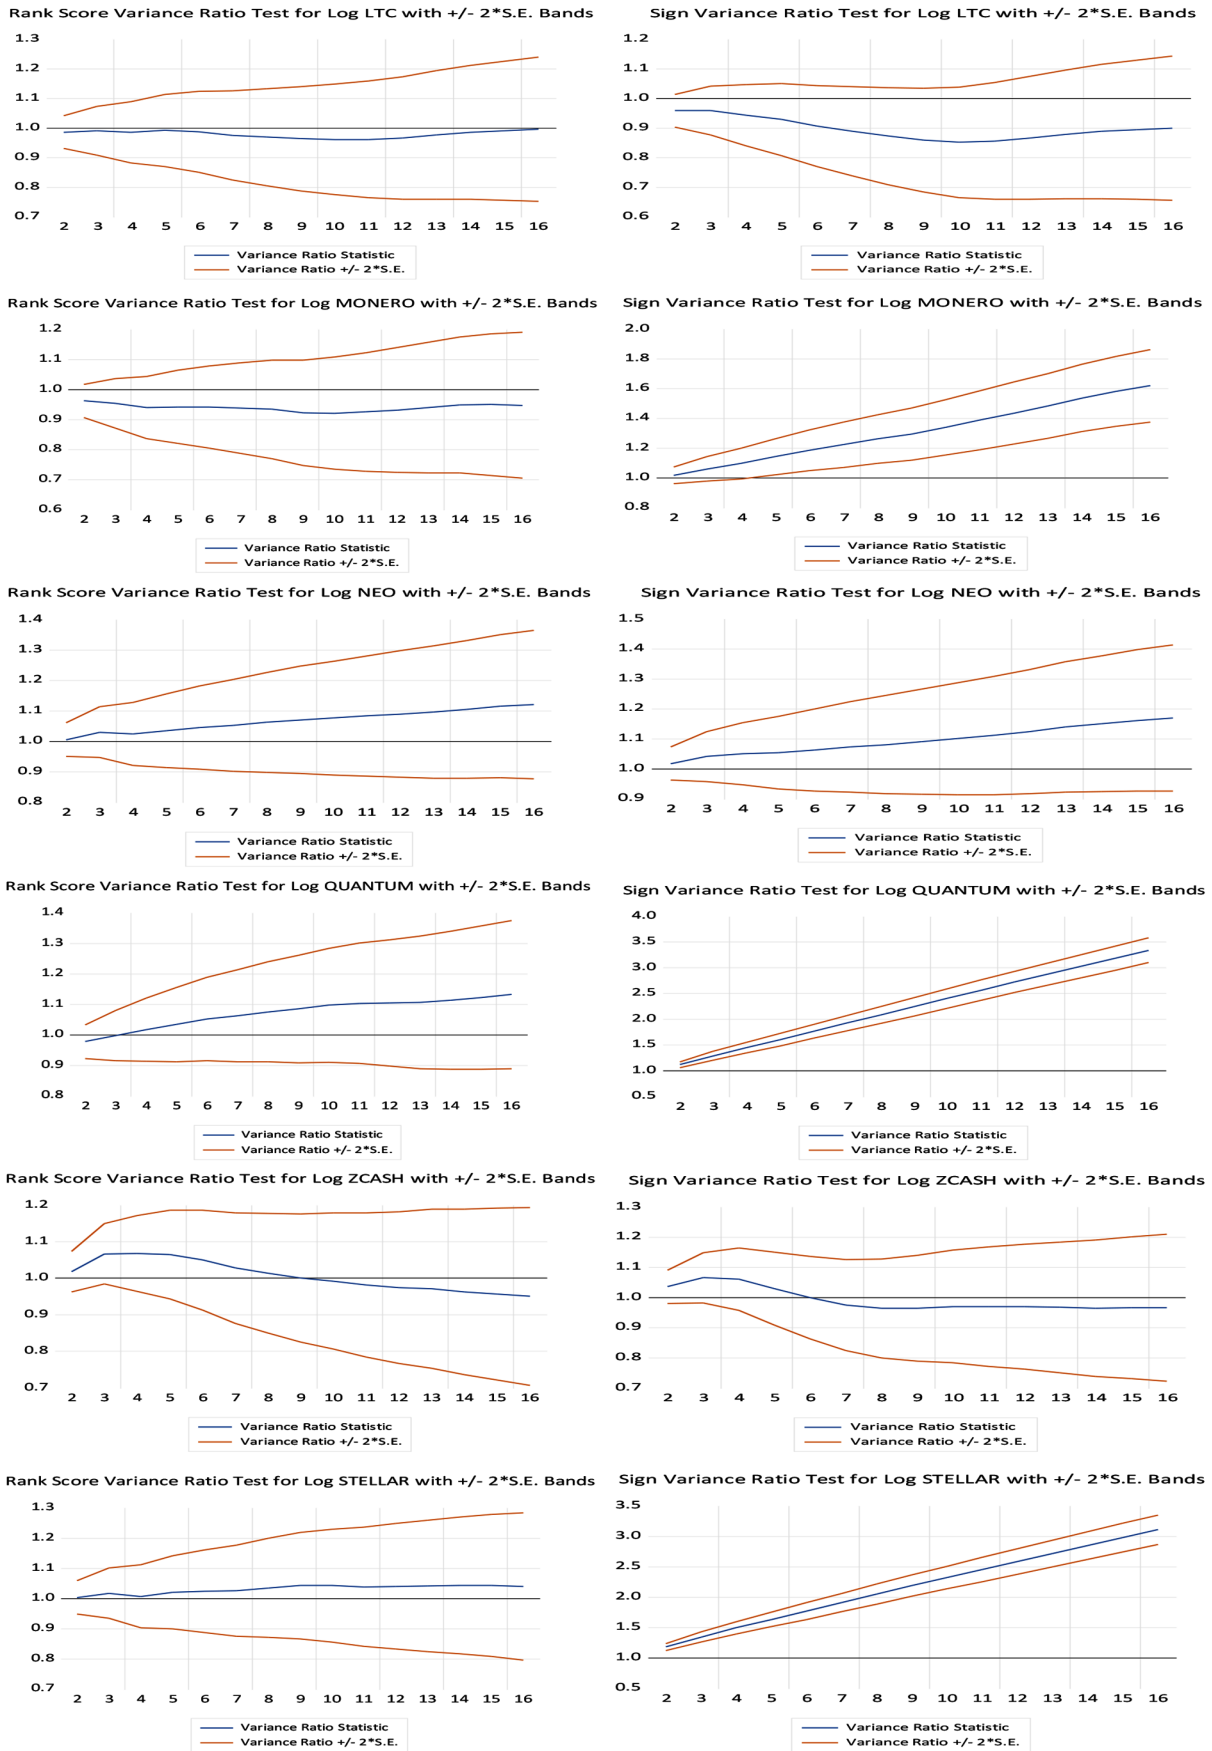 Rank Score Variance Ratio Test for Log LTC with +/- 2*S.E. Bands
1.3
1.2
1.1
1.0
0.9
0.8
0.7
2 3 4 5 6 7 8 9 10 11 12 13 14 15 16
Variance Ratio Statistic
Variance Ratio +/- 2*S.E.
Sign Variance Ratio Test for Log LTC with +/- 2*S.E. Bands
1.2
1.1
1.0
0.9
0.8
0.7
0.6
2 3 4 5 6 7 8 9 10 11 12 13 14 15 16
Variance Ratio Statistic
Variance Ratio +/- 2*S.E.
Rank Score Variance Ratio Test for Log MONERO with +/- 2*S.E. Bands
1.2
1.1
1.0
0.9
0.8
0.7
0.6
2 3 4 5 6 7 8 9 10 11 12 13 14 15 16
Variance Ratio Statistic
Variance Ratio +/- 2*S.E.
Sign Variance Ratio Test for Log MONERO with +/- 2*S.E. Bands
2.0
1.8
1.6
1.4
1.2
1.0
0.8
2 3 4 5 6 7 8 9 10 11 12 13 14 15 16
Variance Ratio Statistic
Variance Ratio +/- 2*S.E.
Rank Score Variance Ratio Test for Log NEO with +/- 2*S.E. Bands
1.4
1.3
1.2
1.1
1.0
0.9
0.8
2 3 4 5 6 7 8 9 10 11 12 13 14 15 16
Variance Ratio Statistic
Variance Ratio +/- 2*S.E.
Sign Variance Ratio Test for Log NEO with +/- 2*S.E. Bands
1.5
1.4
1.3
1.2
1.1
1.0
0.9
2 3 4 5 6 7 8 9 10 11 12 13 14 15 16
Variance Ratio Statistic
Variance Ratio +/- 2*S.E.
Rank Score Variance Ratio Test for Log QUANTUM with +/- 2*S.E. Bands
1.4
1.3
1.2
1.1
1.0
0.9
0.8
2 3 4 5 6 7 8 9 10 11 12 13 14 15 16
Variance Ratio Statistic
Variance Ratio +/- 2*S.E.
Sign Variance Ratio Test for Log QUANTUM with +/- 2*S.E. Bands
4.0
3.5
3.0
2.5
2.0
1.5
1.0
0.5
2 3 4 5 6 7 8 9 10 11 12 13 14 15 16
Variance Ratio Statistic
Variance Ratio +/- 2*S.E.
Rank Score Variance Ratio Test for Log ZCASH with +/- 2*S.E. Bands
1.2
1.1
1.0
0.9
0.8
0.7
2 3 4 5 6 7 8 9 10 11 12 13 14 15 16
Variance Ratio Statistic
Variance Ratio +/- 2*S.E.
Sign Variance Ratio Test for Log ZCASH with +/- 2*S.E. Bands
1.3
1.2
1.1
1.0
0.9
0.8
0.7
2 3 4 5 6 7 8 9 10 11 12 13 14 15 16
Variance Ratio Statistic
Variance Ratio +/- 2*S.E.
Rank Score Variance Ratio Test for Log STELLAR with +/- 2*S.E. Bands
1.3
1.2
1.1
1.0
0.9
0.8
0.7
2 3 4 5 6 7 8 9 10 11 12 13 14 15 16
Variance Ratio Statistic
Variance Ratio +/- 2*S.E.
Sign Variance Ratio Test for Log STELLAR with +/- 2*S.E. Bands
3.5
3.0
2.5
2.0
1.5
1.0
0.5
2 3 4 5 6 7 8 9 10 11 12 13 14 15 16
Variance Ratio Statistic
Variance Ratio +/- 2*S.E.